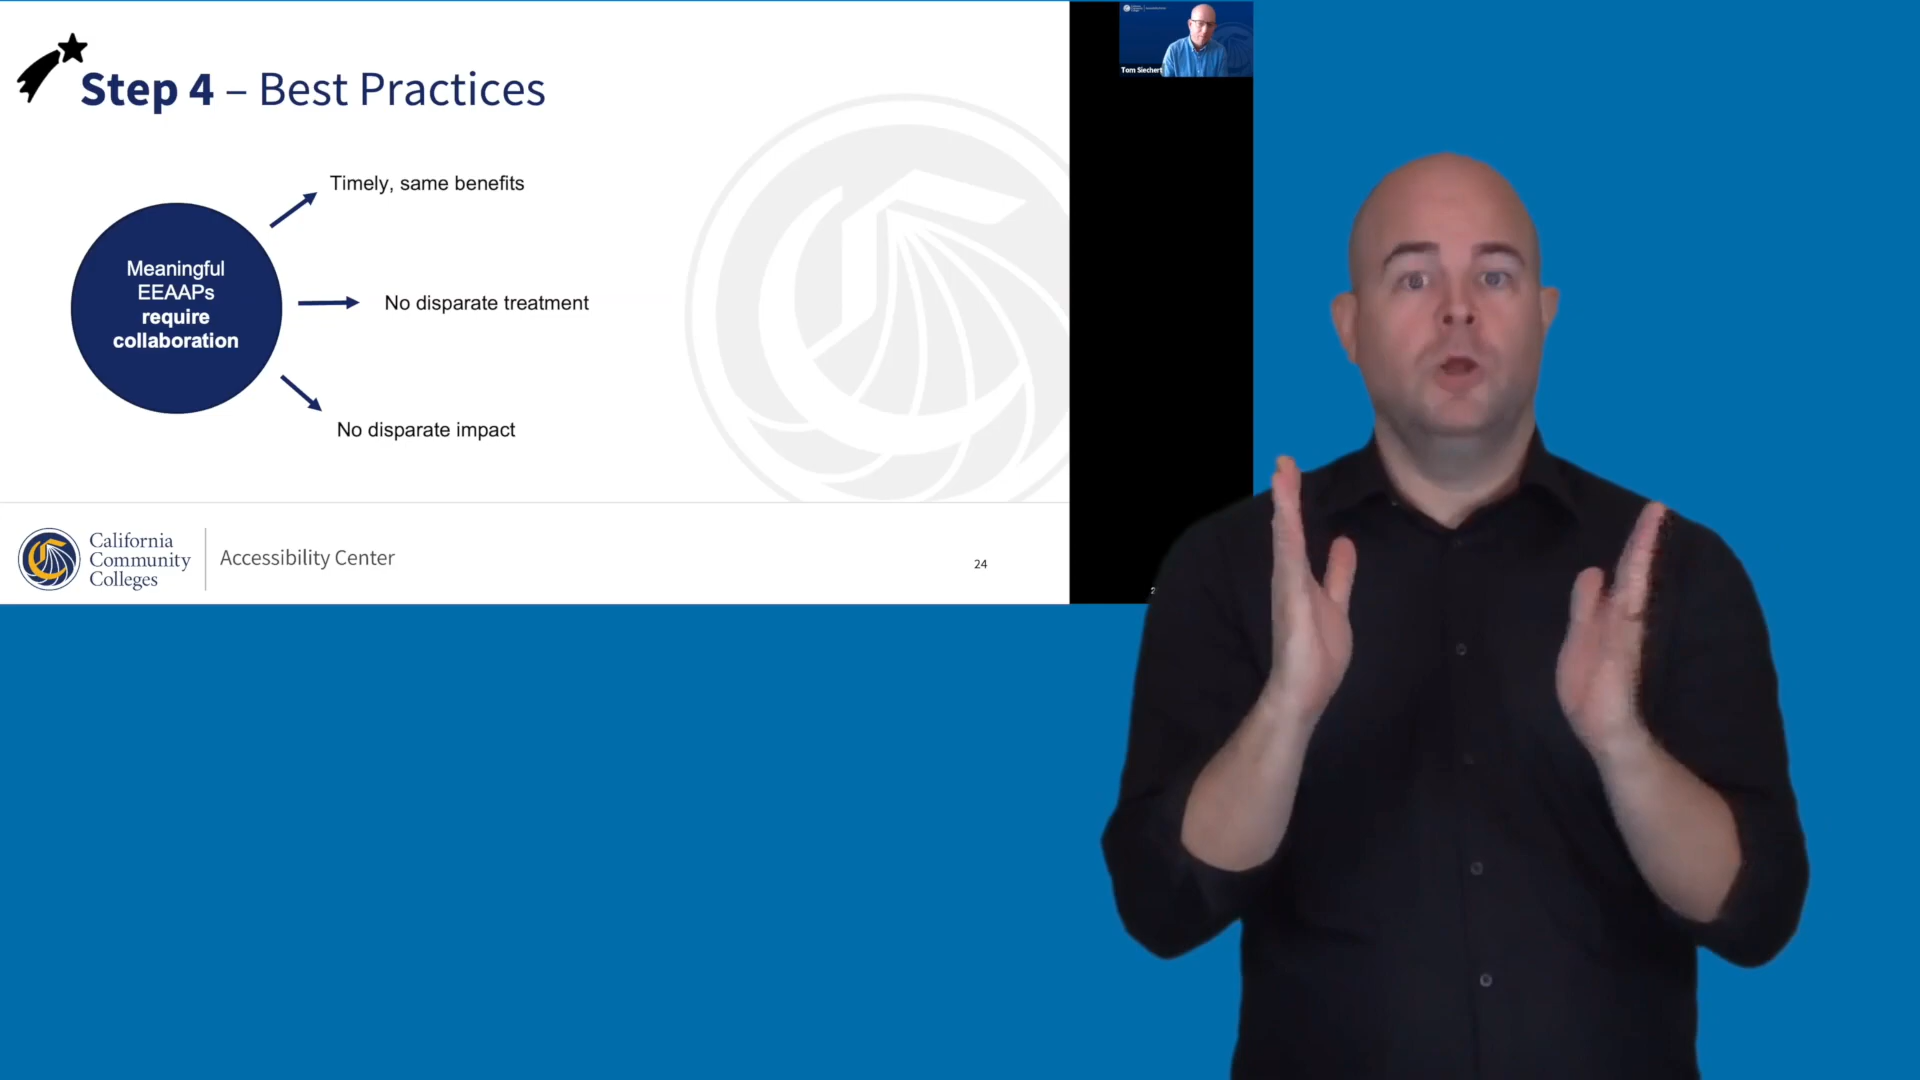 Step 4 – Best Practices
Timely, same benefits
Meaningful
EEAAPs
require
collaboration
No disparate treatment
No disparate impact
California
Community
Colleges
Accessibility Center
24
Tom Siechert